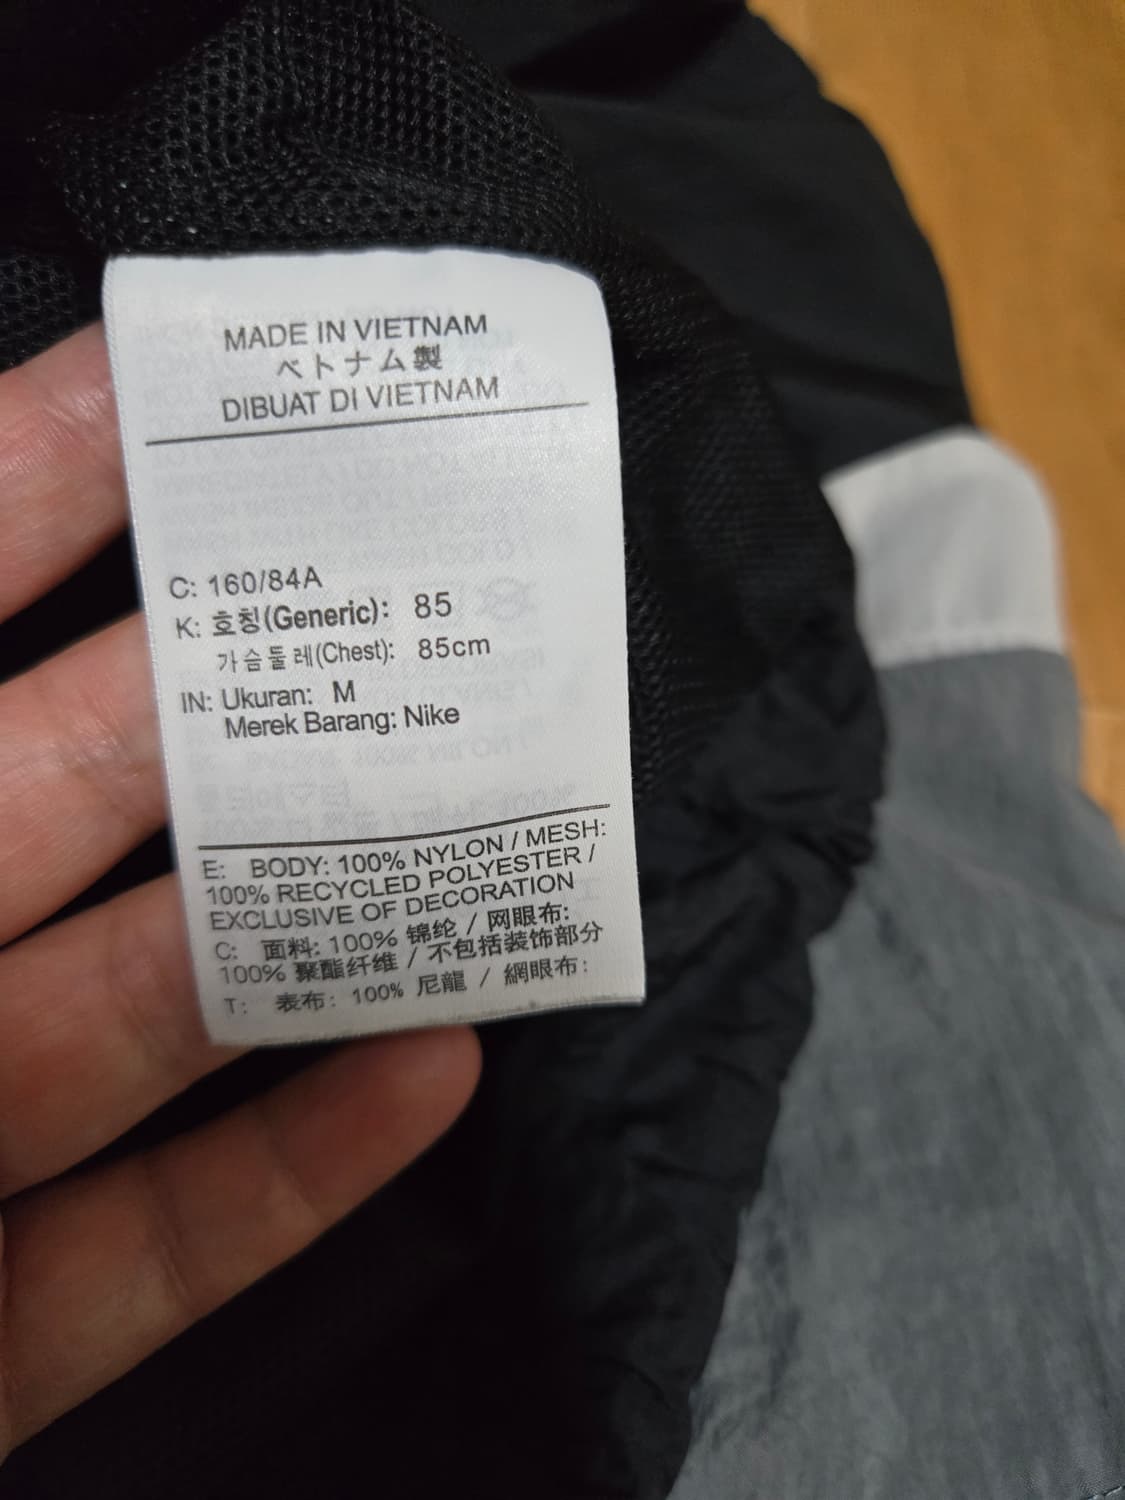 MADE IN VIETNAM
ベトナム製
DIBUAT DI VIETNAM
C: 160/84A
K: 호칭(Generic): 85
가슴둘레(Chest): 85cm
IN: Ukuran: M
Merek Barang: Nike
E: BODY: 100% NYLON / MESH:
100% RECYCLED POLYESTER /
EXCLUSIVE OF DECORATION
C: 面料: 100% 锦纶 / 网眼布:
100% 聚酯纤维 / 不包括装饰部分
T: 表布: 100% 尼龍 / 網眼布: